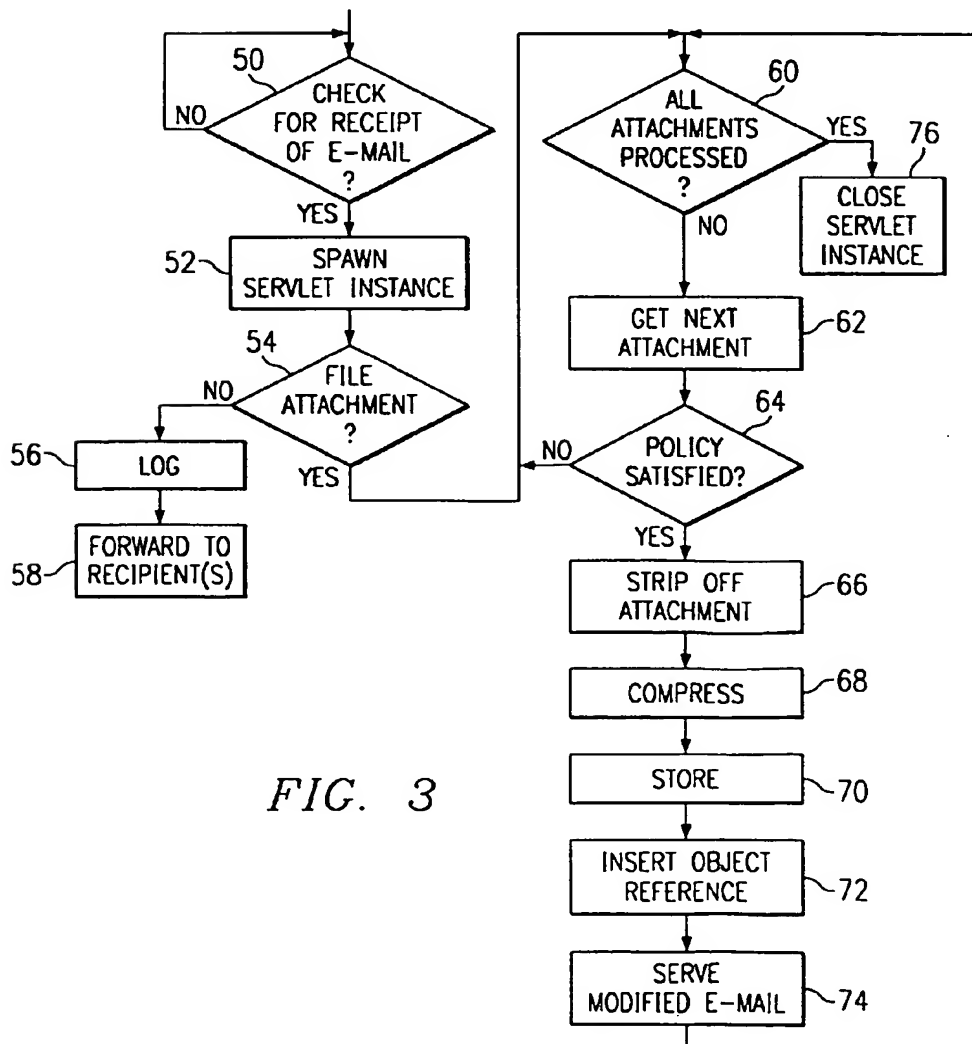 50
CHECK
FOR RECEIPT
OF E-MAIL
?
NO
YES
52
SPAWN
SERVLET INSTANCE
54
FILE
ATTACHMENT
?
NO
YES
56
LOG
58
FORWARD TO
RECIPIENT(S)
60
ALL
ATTACHMENTS
PROCESSED
?
YES
NO
76
CLOSE
SERVLET
INSTANCE
GET NEXT
ATTACHMENT
62
64
POLICY
SATISFIED?
NO
YES
STRIP OFF
ATTACHMENT
66
COMPRESS
68
STORE
70
INSERT OBJECT
REFERENCE
72
SERVE
MODIFIED E-MAIL
74
FIG. 3